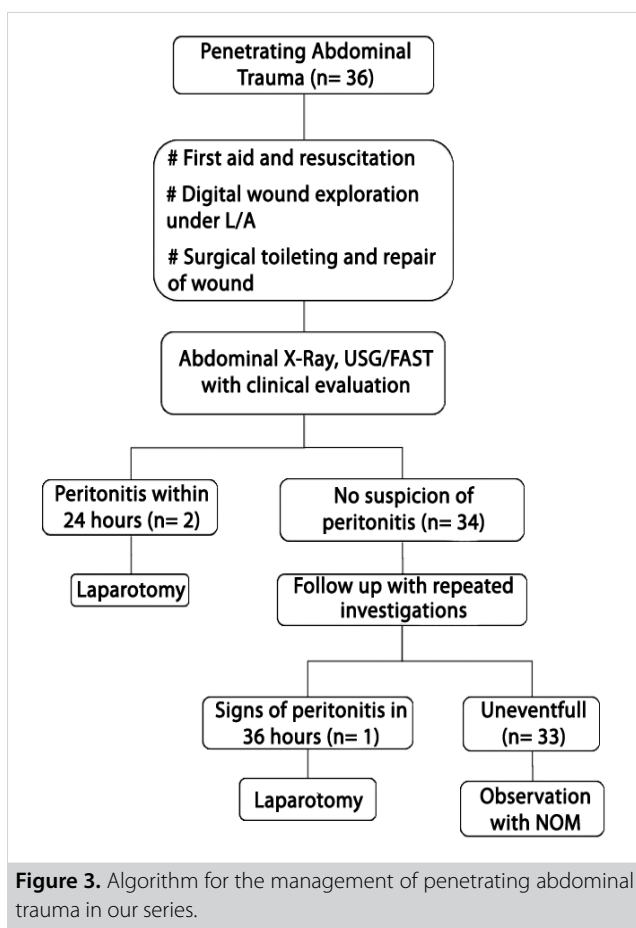 Penetrating Abdominal
Trauma (n= 36)
# First aid and resuscitation
# Digital wound exploration
under L/A
# Surgical toileting and repair
of wound
Abdominal X-Ray, USG/FAST
with clinical evaluation
Peritonitis within
24 hours (n= 2)
Laparotomy
No suspicion of
peritonitis (n= 34)
Follow up with repeated
investigations
Signs of peritonitis in
36 hours (n= 1)
Laparotomy
Uneventfull
(n= 33)
Observation
with NOM
Figure 3. Algorithm for the management of penetrating abdominal
trauma in our series.